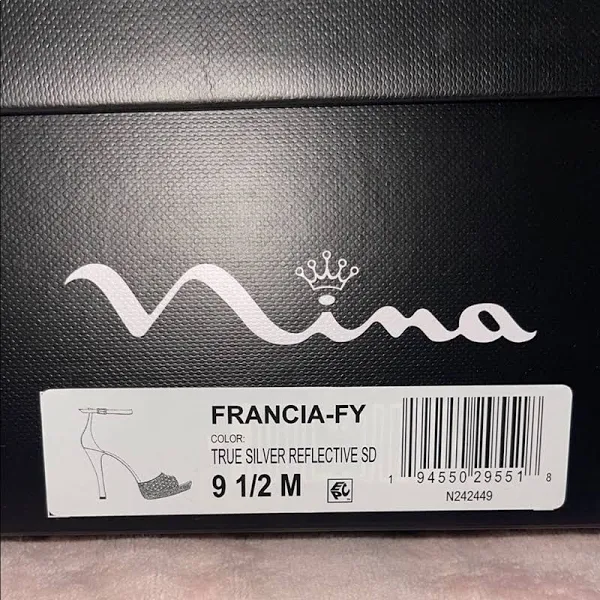 nina
FRANCIA-FY
COLOR:
TRUE SILVER REFLECTIVE SD
9 1/2 M
1 94550 29551 8
N242449